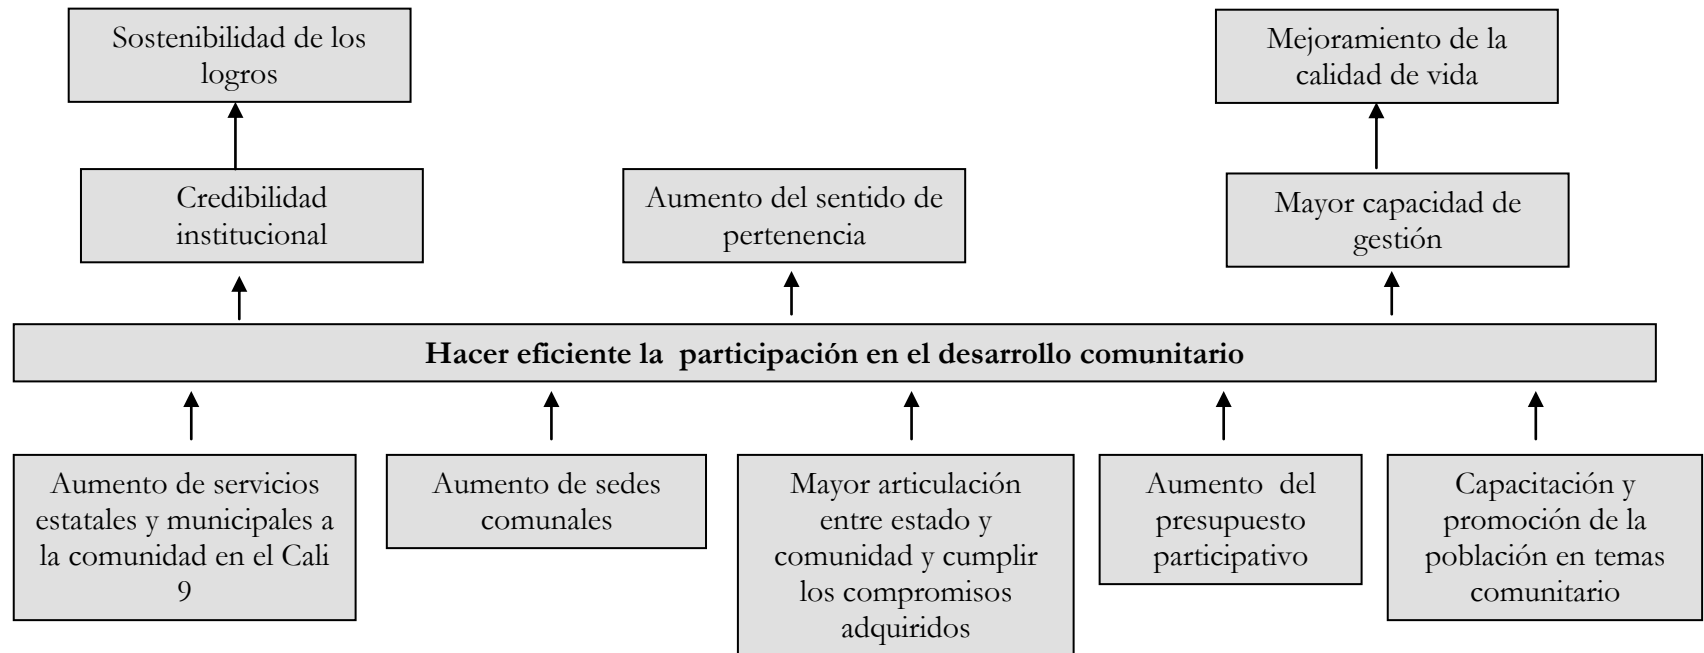 Sostenibilidad de los
logros
Mejoramiento de la
calidad de vida
Credibilidad
institucional
Aumento del sentido de
pertenencia
Mayor capacidad de
gestión
Hacer eficiente la  participación en el desarrollo comunitario
Aumento de servicios
estatales y municipales a
la comunidad en el Cali
9
Aumento de sedes
comunales
Mayor articulación
entre estado y
comunidad y cumplir
los compromisos
adquiridos
Aumento  del
presupuesto
participativo
Capacitación y
promoción de la
población en temas
comunitario